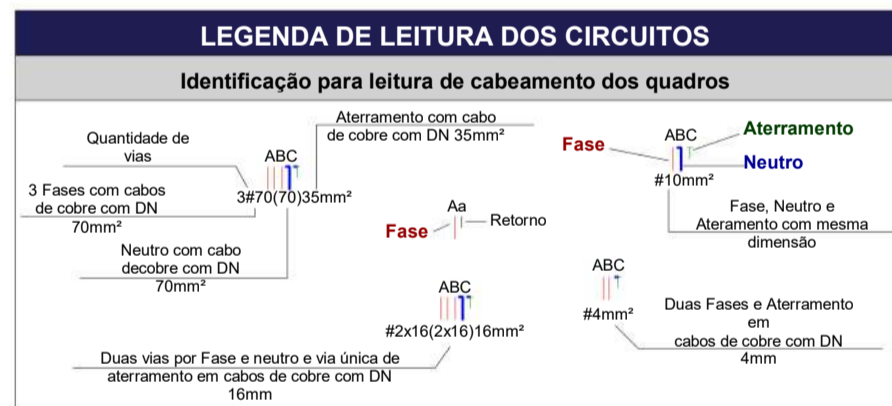 LEGENDA DE LEITURA DOS CIRCUITOS
Identificação para leitura de cabeamento dos quadros
Quantidade de
vias
Aterramento com cabo
de cobre com DN 35mm²
ABC
3#70(70)35mm²
3 Fases com cabos
de cobre com DN
70mm²
Neutro com cabo
decobre com DN
70mm²
Aa
Fase
Retorno
ABC
#2x16(2x16)16mm²
Duas vias por Fase e neutro e via única de
aterramento em cabos de cobre com DN
16mm
Fase
ABC
Aterramento
Neutro
#10mm²
Fase, Neutro e
Ateramento com mesma
dimensão
ABC
#4mm²
Duas Fases e Aterramento
em
cabos de cobre com DN
4mm